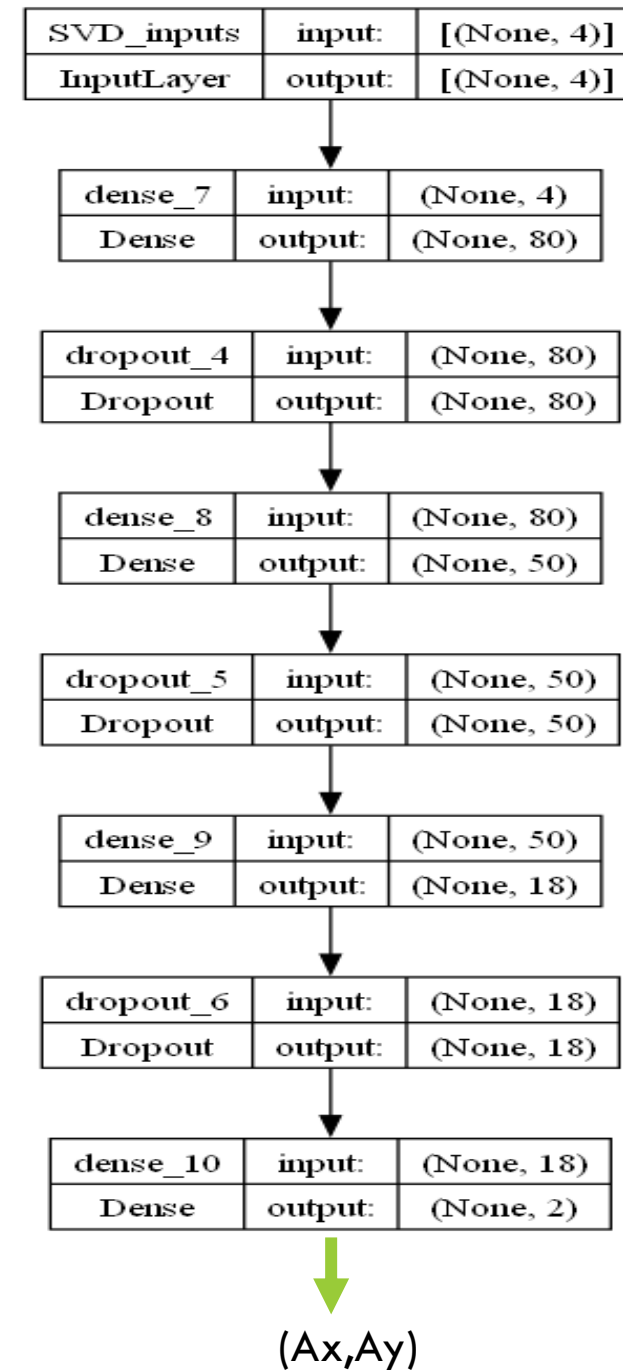 SVD_inputs input: [(None, 4)]
InputLayer output: [(None, 4)]
dense_7 input: (None, 4)
Dense output: (None, 80)
dropout_4 input: (None, 80)
Dropout output: (None, 80)
dense_8 input: (None, 80)
Dense output: (None, 50)
dropout_5 input: (None, 50)
Dropout output: (None, 50)
dense_9 input: (None, 50)
Dense output: (None, 18)
dropout_6 input: (None, 18)
Dropout output: (None, 18)
dense_10 input: (None, 18)
Dense output: (None, 2)
(Ax,Ay)